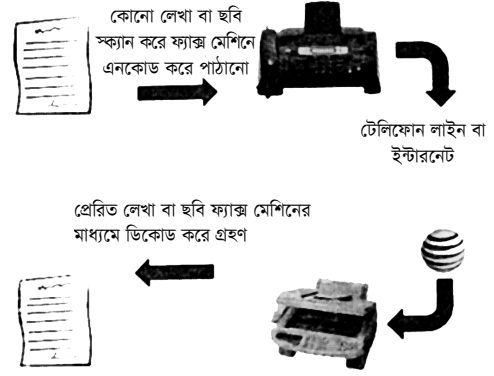 কোনো লেখা বা ছবি
স্ক্যান করে ফ্যাক্স মেশিনে
এনকোড করে পাঠানো
টেলিফোন লাইন বা
ইন্টারনেট
প্রেরিত লেখা বা ছবি ফ্যাক্স মেশিনের
মাধ্যমে ডিকোড করে গ্রহণ